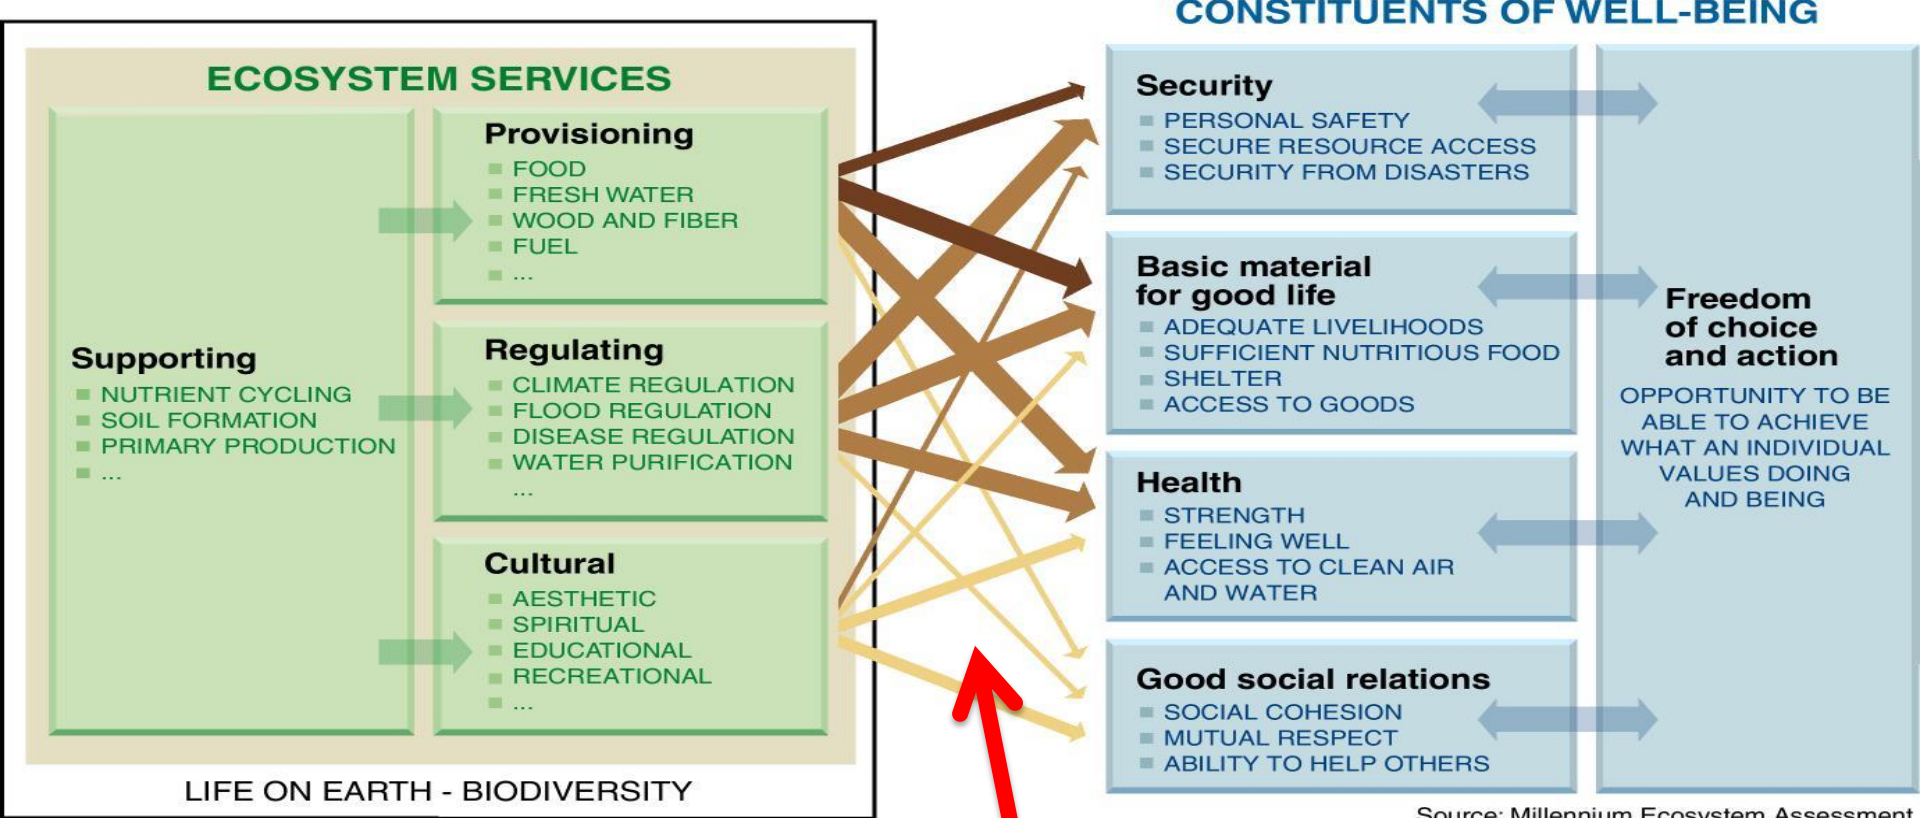 CONSTITUENTS OF WELL-BEING
ECOSYSTEM SERVICES
Supporting
NUTRIENT CYCLING
SOIL FORMATION
PRIMARY PRODUCTION
...
Provisioning
FOOD
FRESH WATER
WOOD AND FIBER
FUEL
...
Regulating
CLIMATE REGULATION
FLOOD REGULATION
DISEASE REGULATION
WATER PURIFICATION
...
Cultural
AESTHETIC
SPIRITUAL
EDUCATIONAL
RECREATIONAL
...
LIFE ON EARTH - BIODIVERSITY
Security
PERSONAL SAFETY
SECURE RESOURCE ACCESS
SECURITY FROM DISASTERS
Basic material
for good life
ADEQUATE LIVELIHOODS
SUFFICIENT NUTRITIOUS FOOD
SHELTER
ACCESS TO GOODS
Health
STRENGTH
FEELING WELL
ACCESS TO CLEAN AIR
AND WATER
Good social relations
SOCIAL COHESION
MUTUAL RESPECT
ABILITY TO HELP OTHERS
Freedom
of choice
and action
OPPORTUNITY TO BE
ABLE TO ACHIEVE
WHAT AN INDIVIDUAL
VALUES DOING
AND BEING
Source: Millennium Ecosystem Assessment